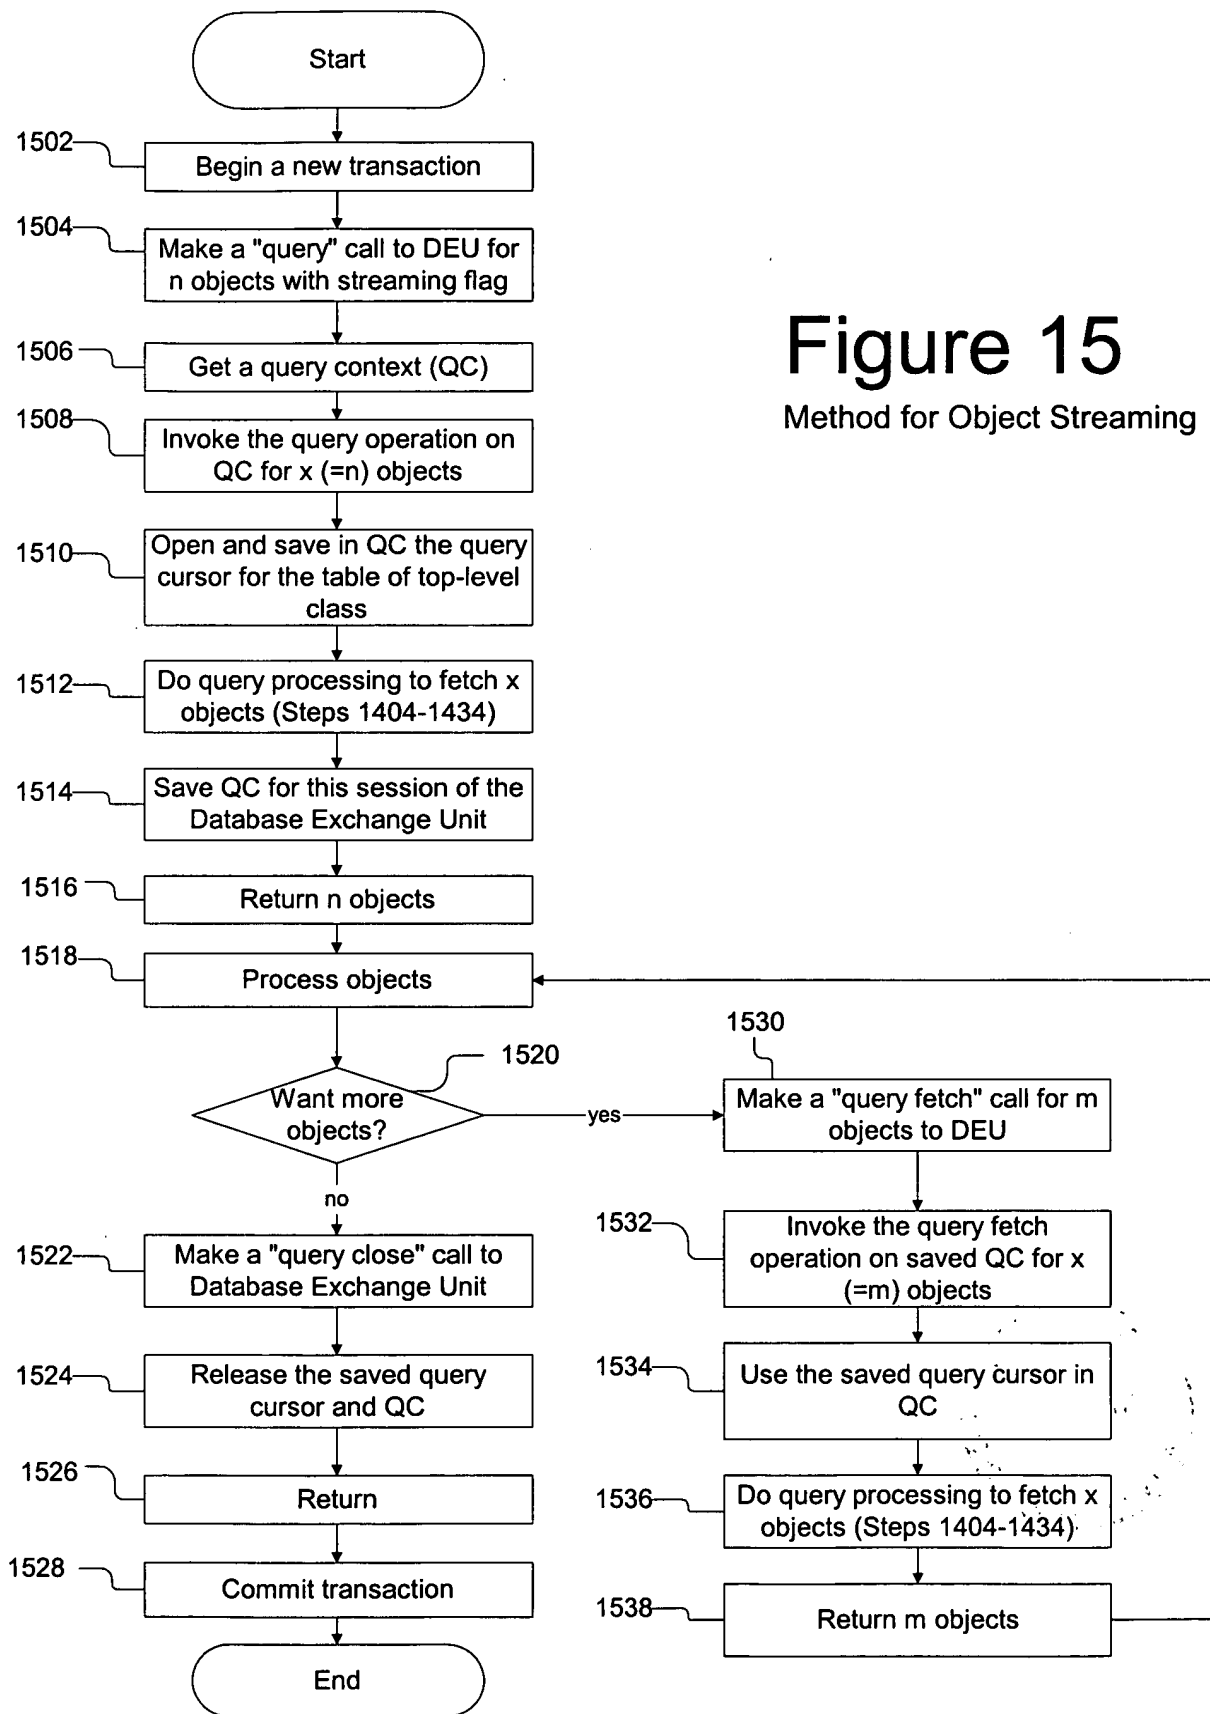 Start
1502
Begin a new transaction
1504
Make a "query" call to DEU for
n objects with streaming flag
Figure 15
Method for Object Streaming
1506
Get a query context (QC)
1508
Invoke the query operation on
QC for x (=n) objects
1510
Open and save in QC the query
cursor for the table of top-level
class
1512
Do query processing to fetch x
objects (Steps 1404-1434)
1514
Save QC for this session of the
Database Exchange Unit
1516
Return n objects
1518
Process objects
1520
Want more
objects?
yes
no
1530
Make a "query fetch" call for m
objects to DEU
1522
Make a "query close" call to
Database Exchange Unit
1532
Invoke the query fetch
operation on saved QC for x
(=m) objects
1524
Release the saved query
cursor and QC
1534
Use the saved query cursor in
QC
1526
Return
1536
Do query processing to fetch x
objects (Steps 1404-1434)
1528
Commit transaction
1538
Return m objects
End